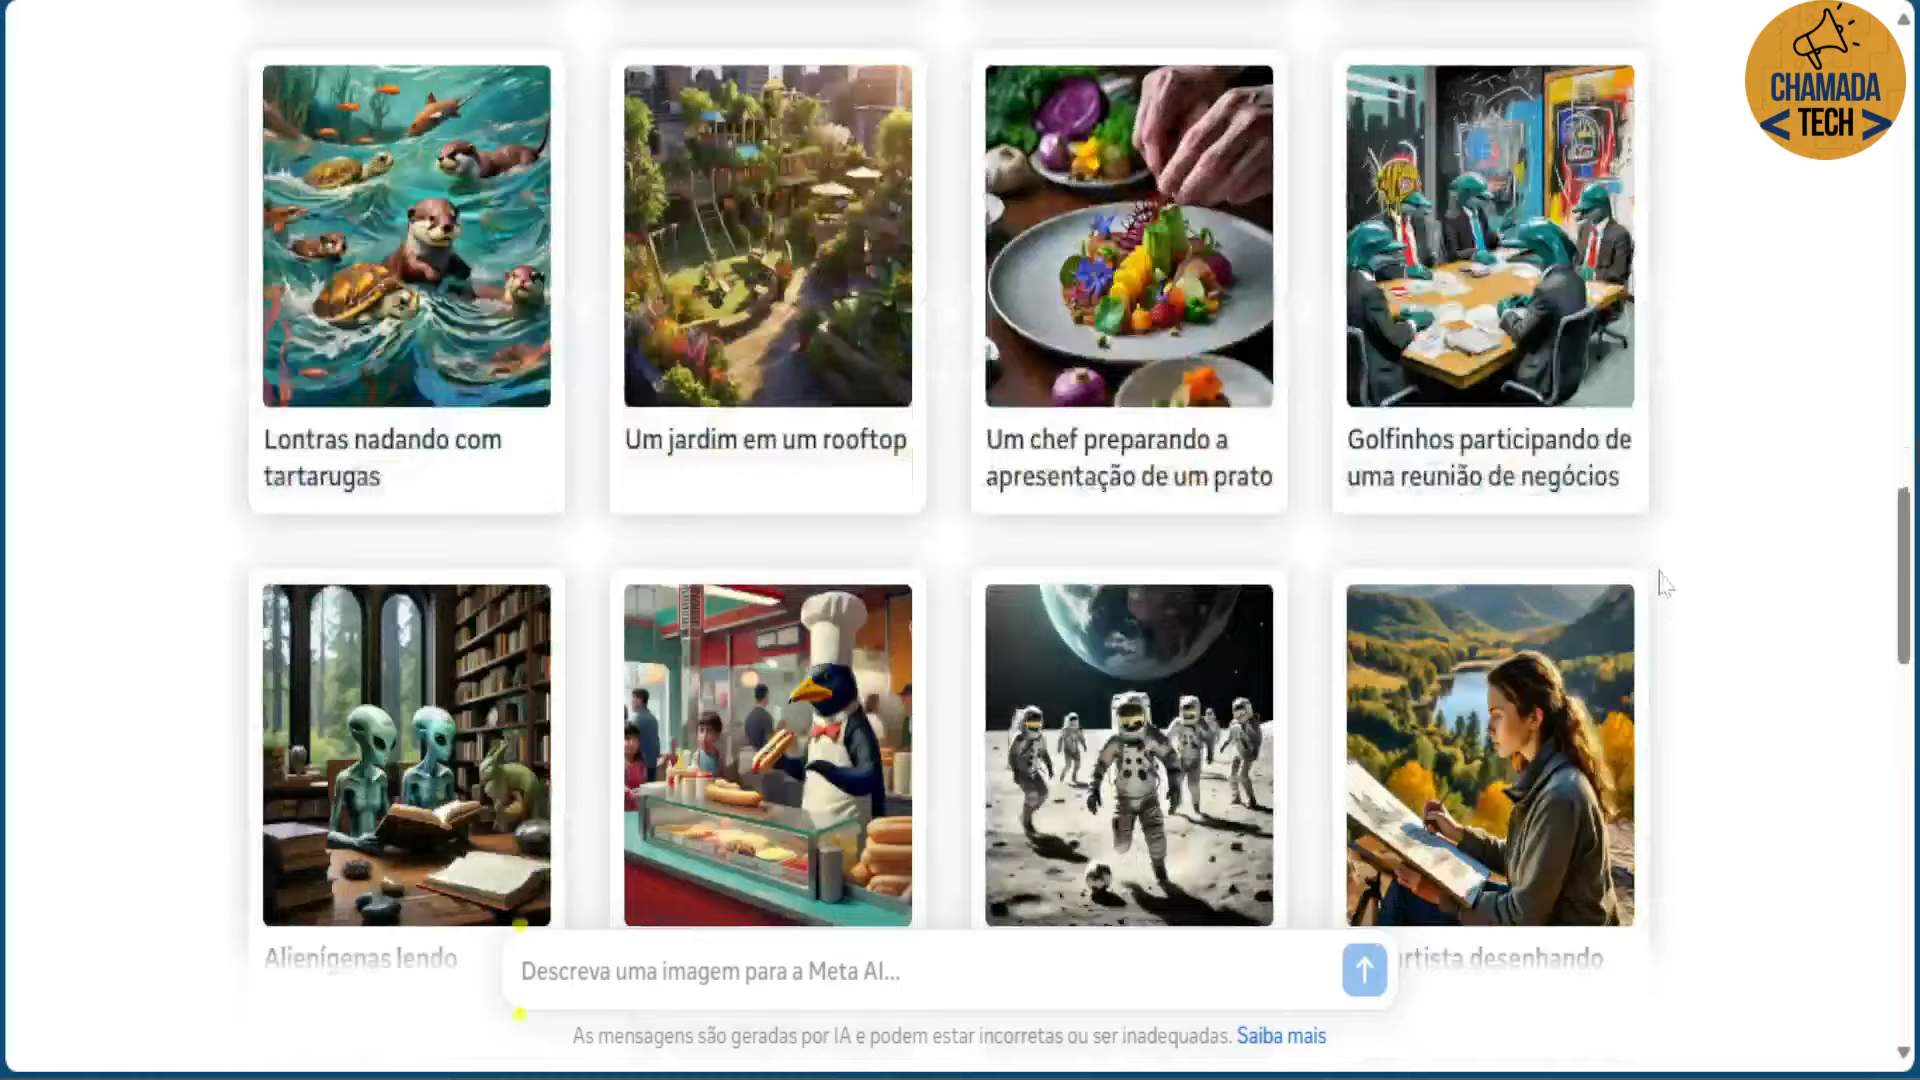 CHAMADA
< TECH >
Lontras nadando com
tartarugas
Um jardim em um rooftop
Um chef preparando a
apresentação de um prato
Golfinhos participando de
uma reunião de negócios
Alienígenas lendo
artista desenhando
Descreva uma imagem para a Meta AI...
As mensagens são geradas por IA e podem estar incorretas ou ser inadequadas. Saiba mais